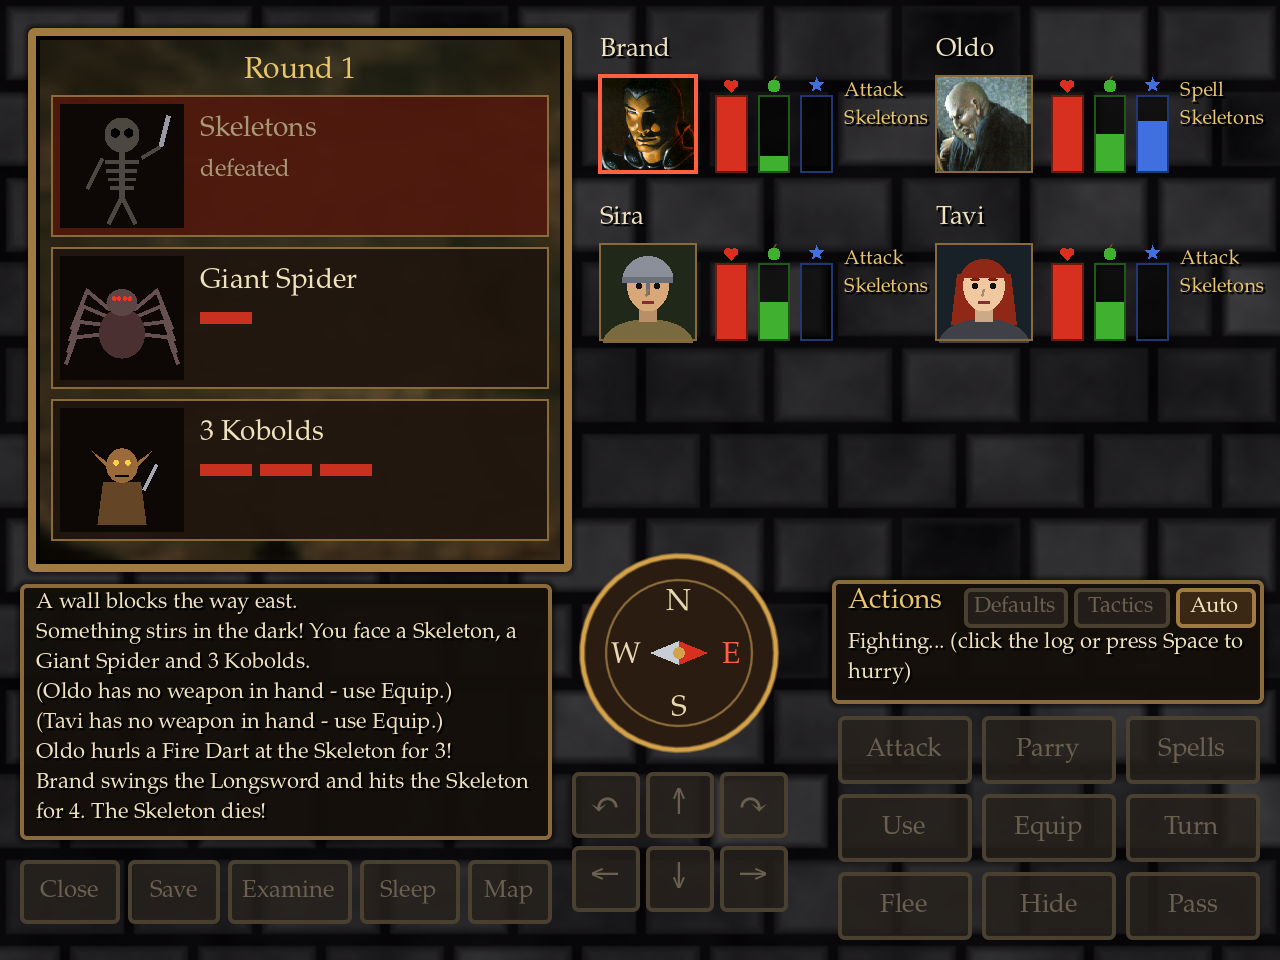 Round 1
Skeletons
defeated
Giant Spider
3 Kobolds
Brand
Attack
Skeletons
Oldo
Spell
Skeletons
Sira
Attack
Skeletons
Tavi
Attack
Skeletons
A wall blocks the way east.
Something stirs in the dark! You face a Skeleton, a
Giant Spider and 3 Kobolds.
(Oldo has no weapon in hand - use Equip.)
(Tavi has no weapon in hand - use Equip.)
Oldo hurls a Fire Dart at the Skeleton for 3!
Brand swings the Longsword and hits the Skeleton
for 4. The Skeleton dies!
N
W E
S
Actions Defaults Tactics Auto
Fighting... (click the log or press Space to
hurry)
Attack Parry Spells
Use Equip Turn
Flee Hide Pass
Close Save Examine Sleep Map